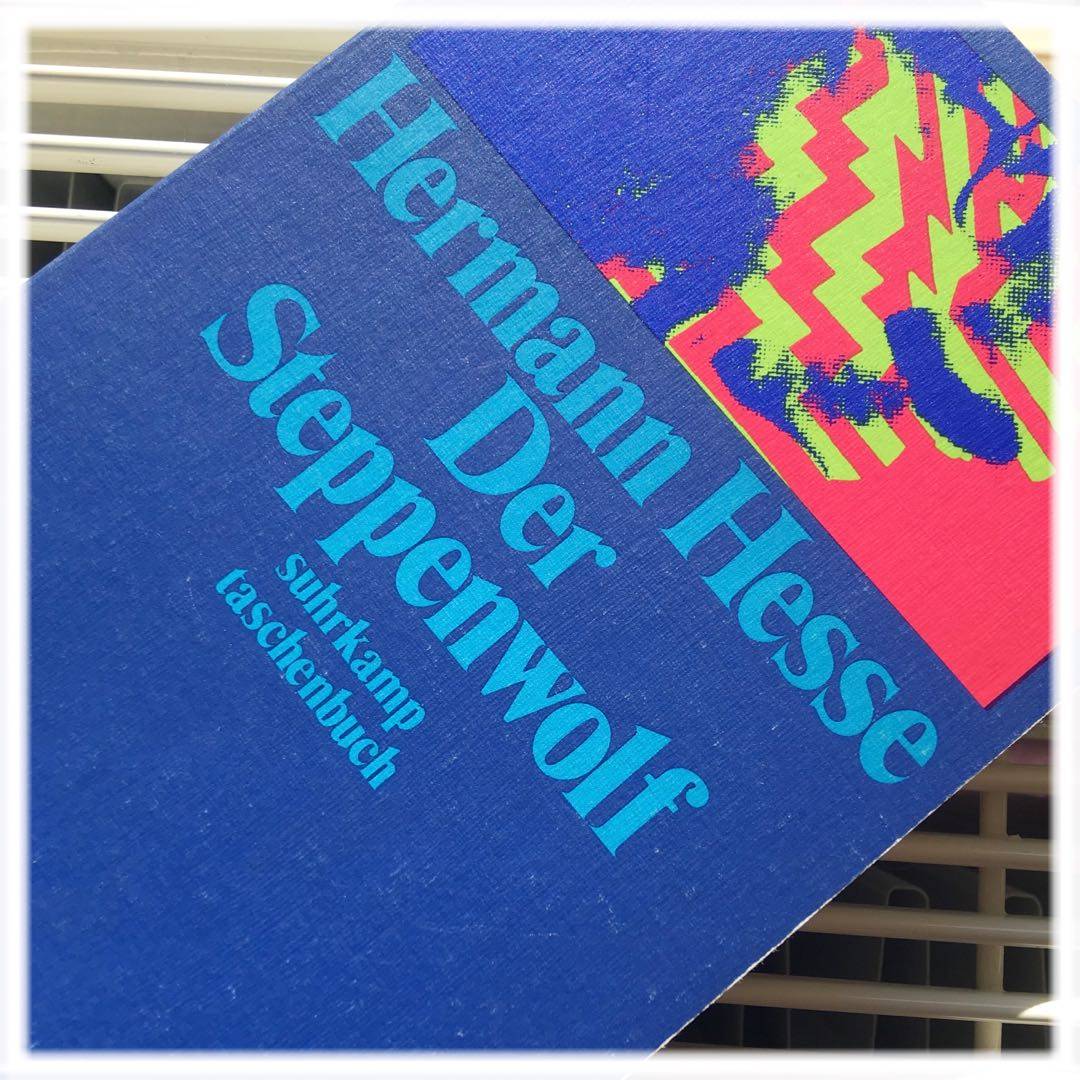 Hermann Hesse
Der
Steppenwolf
suhrkamp
taschenbuch